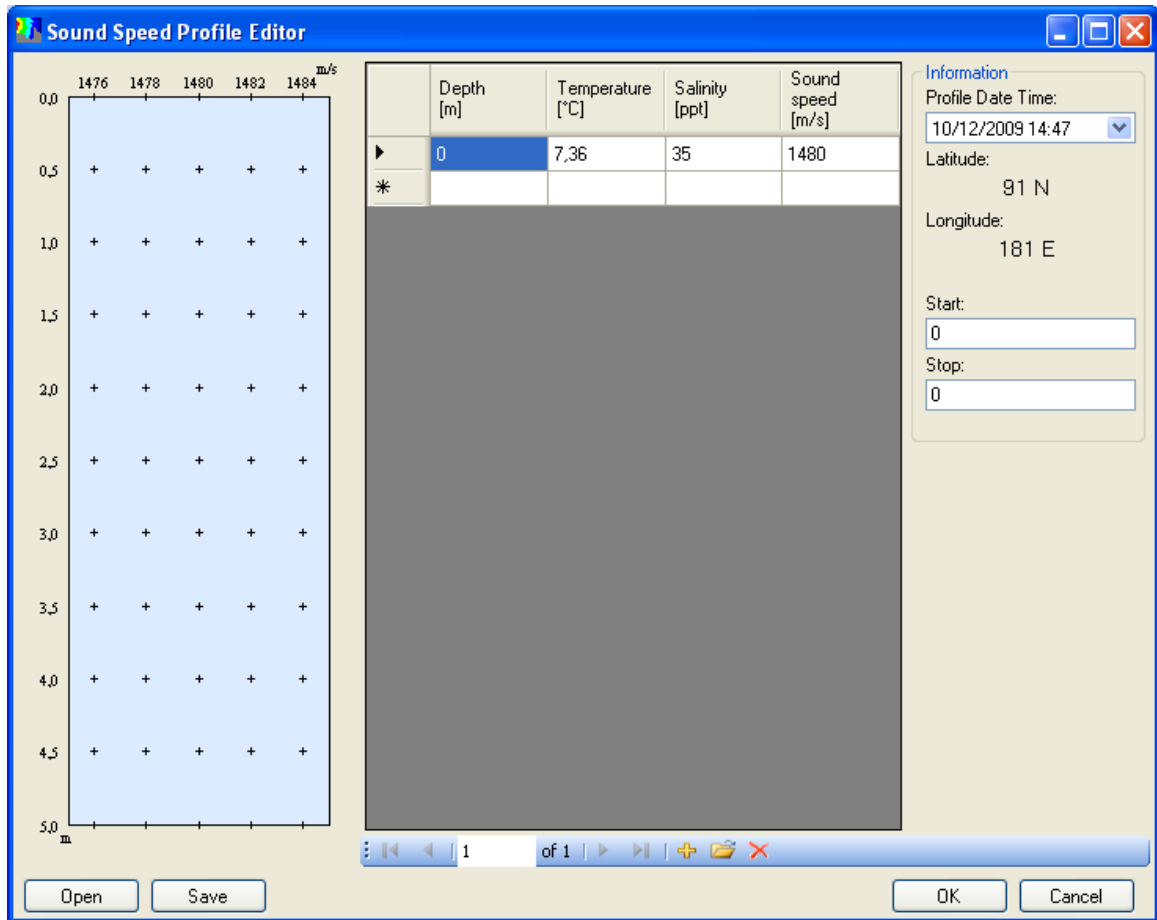 Sound Speed Profile Editor
m/s
1476 1478 1480 1482 1484
0,0
0,5
1,0
1,5
2,0
2,5
3,0
3,5
4,0
4,5
5,0
m
Depth
[m]
Temperature
[°C]
Salinity
[ppt]
Sound
speed
[m/s]
0 7,36 35 1480
Information
Profile Date Time:
10/12/2009 14:47
Latitude:
91 N
Longitude:
181 E
Start:
0
Stop:
0
1 of 1
Open Save OK Cancel